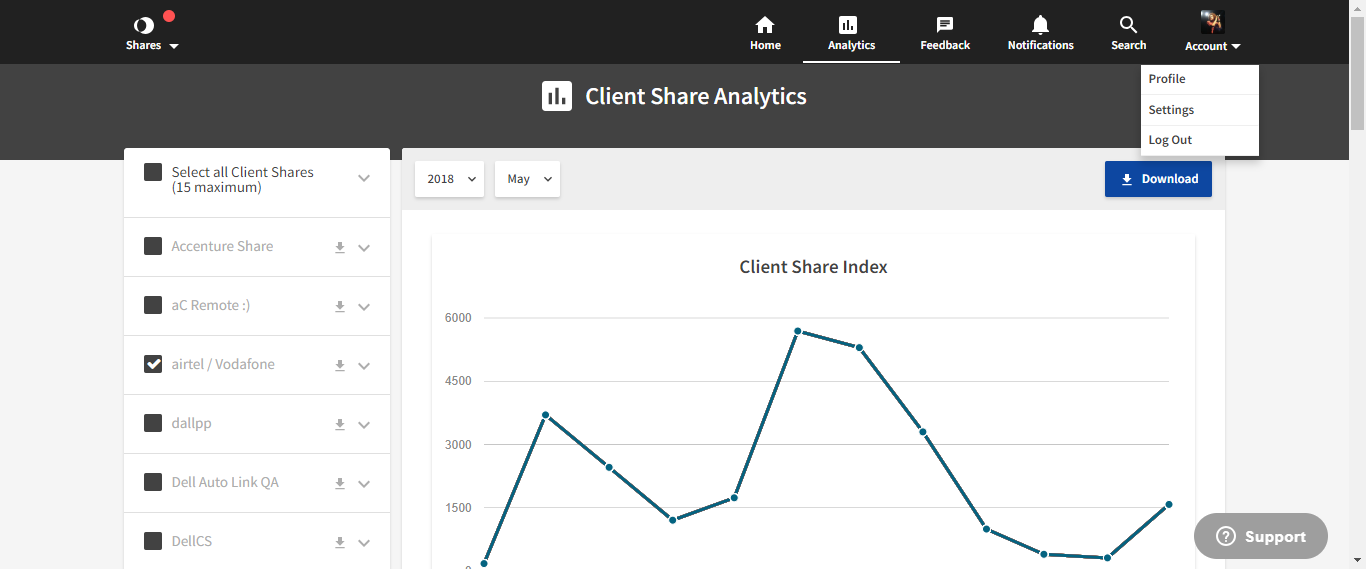 Shares
Home
Analytics
Feedback
Notifications
Search
Account
Profile
Settings
Log Out
Client Share Analytics
Select all Client Shares
(15 maximum)
Accenture Share
aC Remote :)
airtel / Vodafone
dallpp
Dell Auto Link QA
DellCS
2018
May
Download
Client Share Index
6000
4500
3000
1500
0
Support